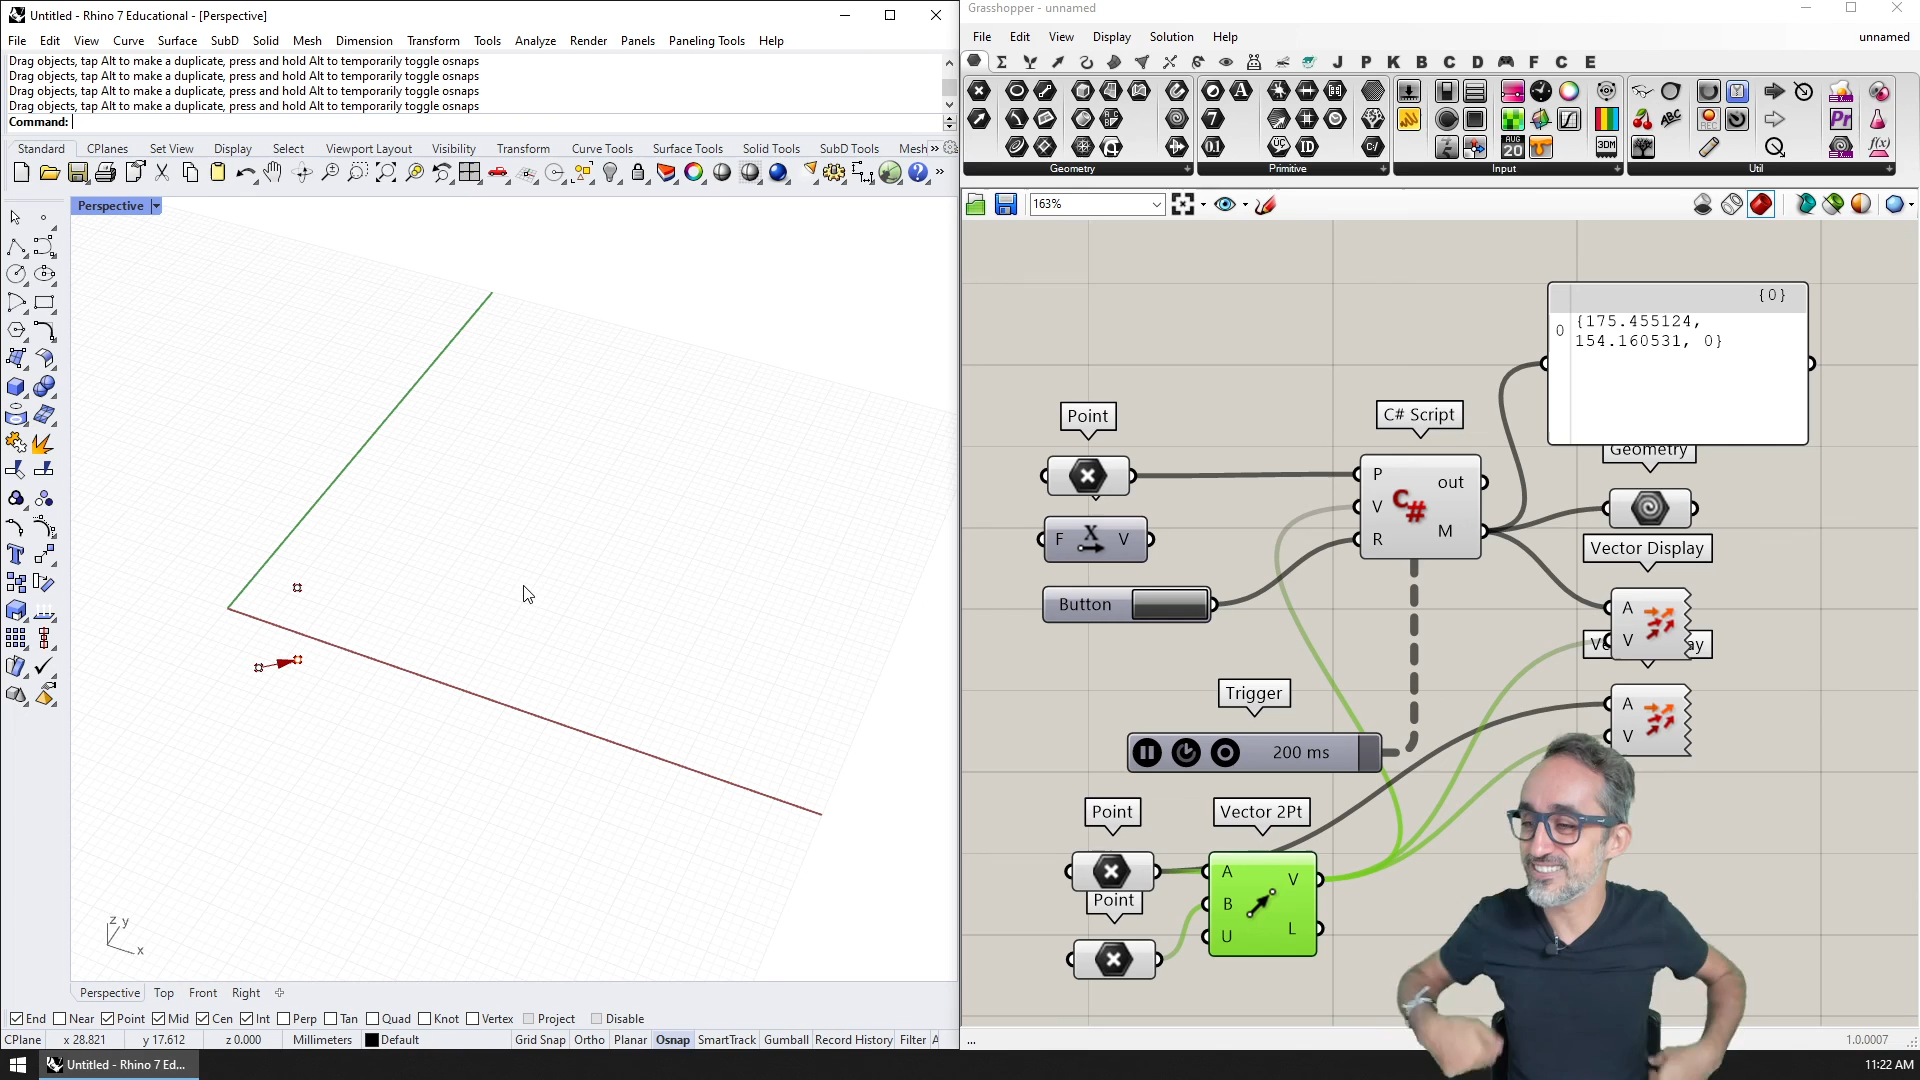 Untitled - Rhino 7 Educational - [Perspective]
File Edit View Curve Surface SubD Solid Mesh Dimension Transform Tools Analyze Render Panels Paneling Tools Help
Drag objects, tap Alt to make a duplicate, press and hold Alt to temporarily toggle osnaps
Drag objects, tap Alt to make a duplicate, press and hold Alt to temporarily toggle osnaps
Drag objects, tap Alt to make a duplicate, press and hold Alt to temporarily toggle osnaps
Drag objects, tap Alt to make a duplicate, press and hold Alt to temporarily toggle osnaps
Command:
Standard CPlanes Set View Display Select Viewport Layout Visibility Transform Curve Tools Surface Tools Solid Tools SubD Tools Mesh »
Perspective
z y
x
Perspective Top Front Right
End Near Point Mid Cen Int Perp Tan Quad Knot Vertex Project Disable
CPlane x 28.821 y 17.612 z 0.000 Millimeters Default Grid Snap Ortho Planar Osnap SmartTrack Gumball Record History Filter A
Untitled - Rhino 7 Ed...
Grasshopper - unnamed
File Edit View Display Solution Help
unnamed
J P K B C D F C E
Geometry Primitive Input Util
163%
{0}
0
{175.455124,
154.160531, 0}
Point
C# Script
Geometry
P
V
R
out
M
C#
F X V
Button
Vector Display
A
V
Trigger
200 ms
A
V
Point
Vector 2Pt
Point
A
B
U
V
L
...
1.0.0007
11:22 AM